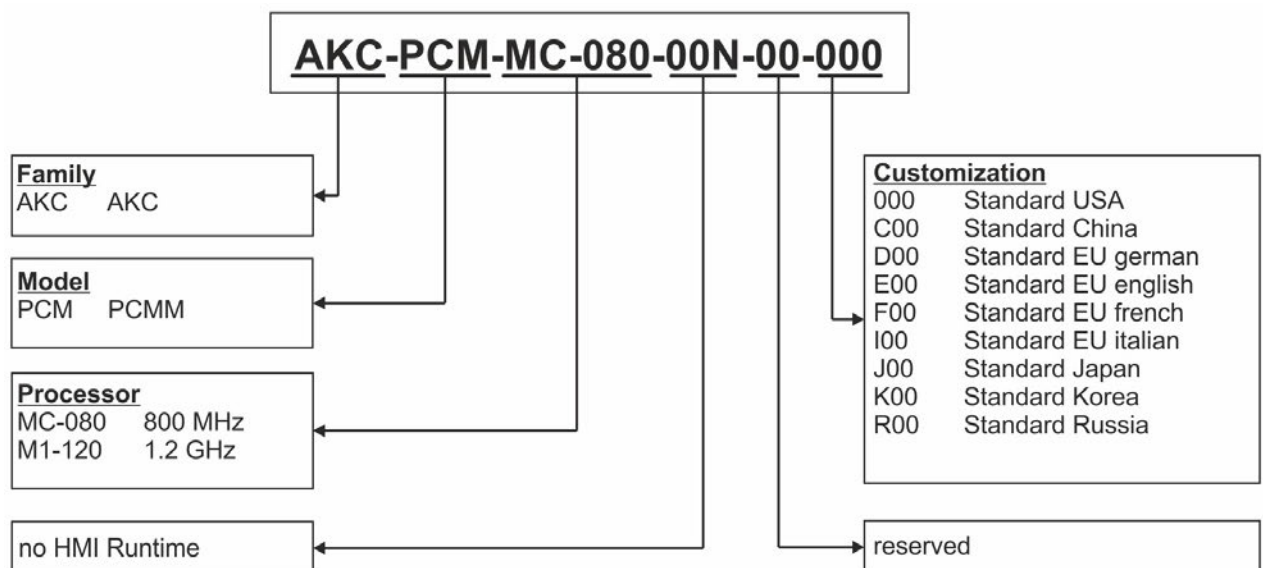 AKC-PCM-MC-080-00N-00-000
Family
AKC AKC
Model
PCM PCMM
Processor
MC-080 800 MHz
M1-120 1.2 GHz
no HMI Runtime
Customization
000 Standard USA
C00 Standard China
D00 Standard EU german
E00 Standard EU english
F00 Standard EU french
I00 Standard EU italian
J00 Standard Japan
K00 Standard Korea
R00 Standard Russia
reserved